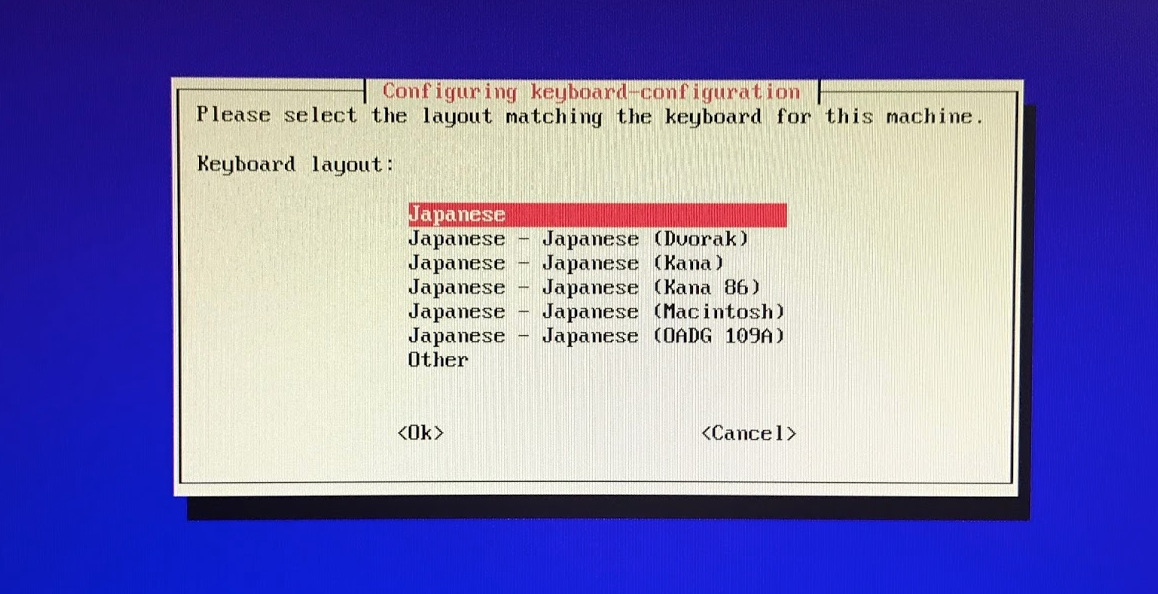 Configuring keyboard-configuration
Please select the layout matching the keyboard for this machine.
Keyboard layout:
Japanese
Japanese - Japanese (Dvorak)
Japanese - Japanese (Kana)
Japanese - Japanese (Kana 86)
Japanese - Japanese (Macintosh)
Japanese - Japanese (OADG 109A)
Other
<Ok> <Cancel>